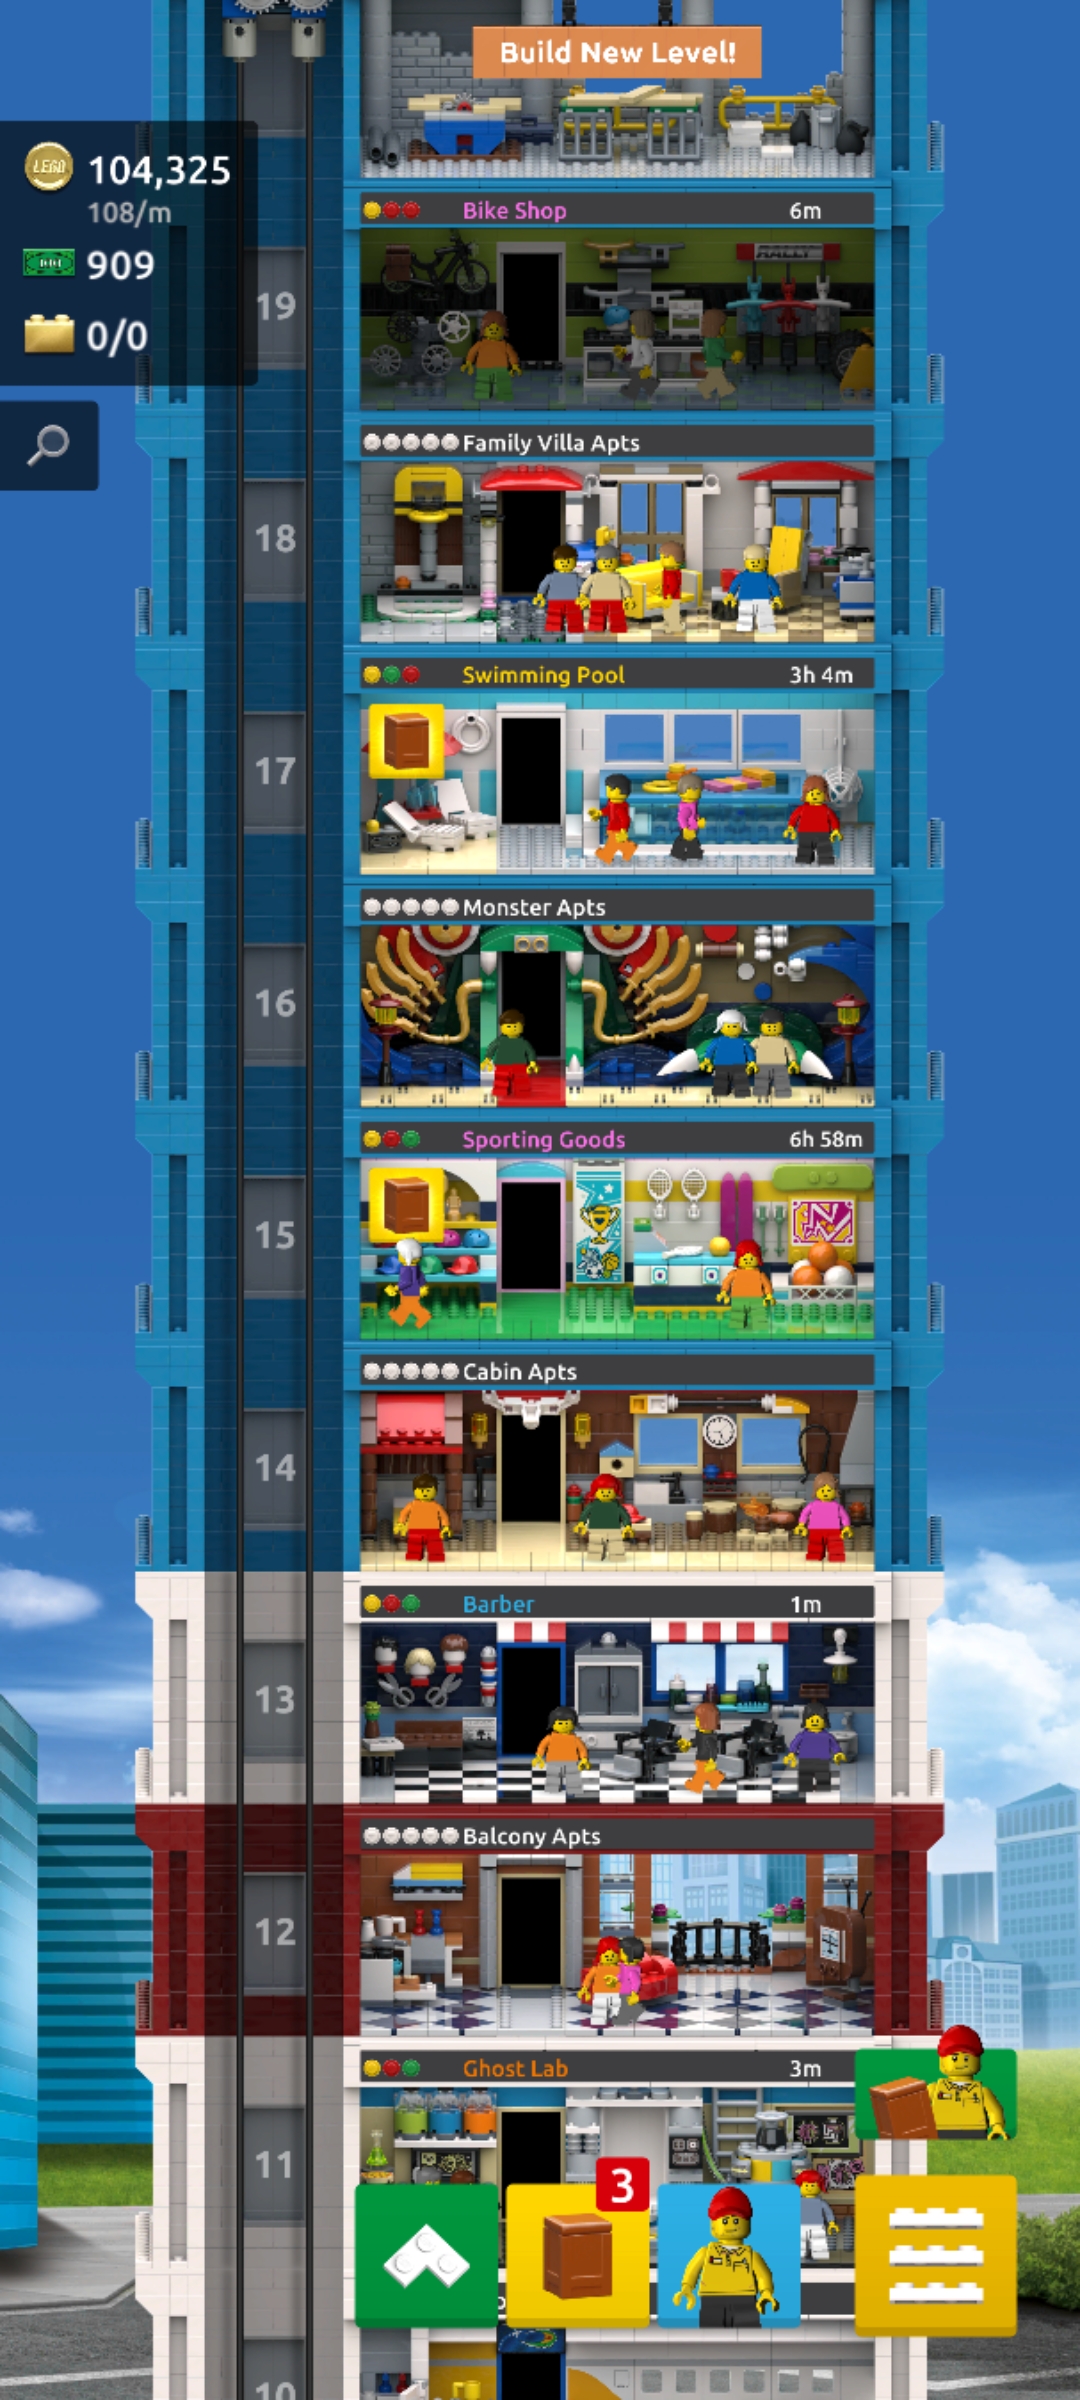 Build New Level!
LEGO 104,325
108/m
909
0/0
Bike Shop 6m
RALLY
19
Family Villa Apts
18
Swimming Pool 3h 4m
17
Monster Apts
16
Sporting Goods 6h 58m
15
Cabin Apts
14
Barber 1m
13
Balcony Apts
12
Ghost Lab 3m
11
3
10